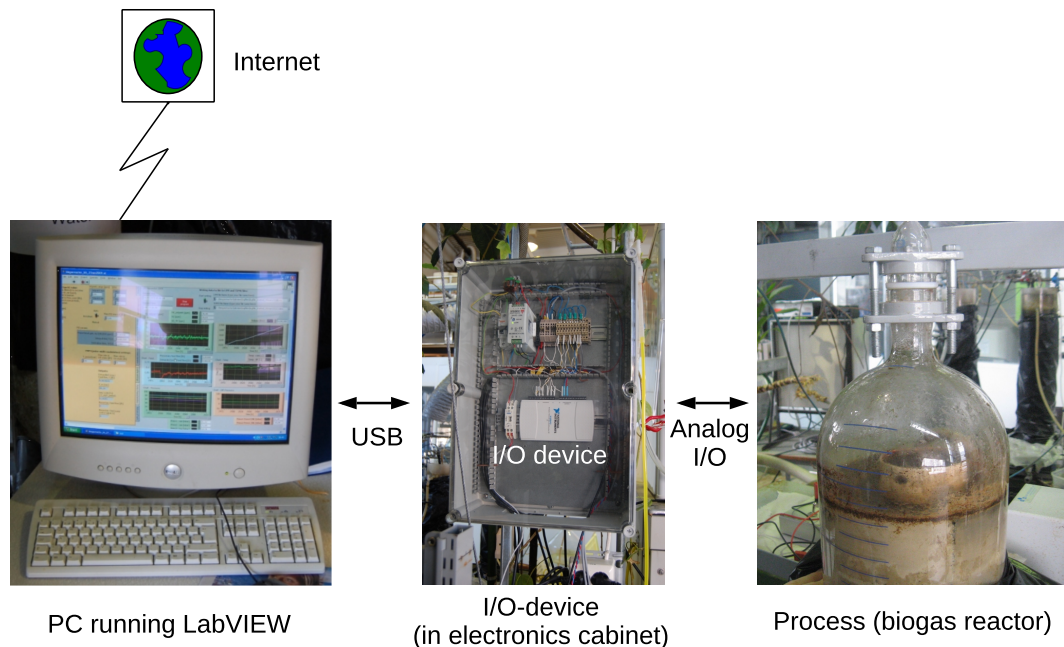 Internet
USB
I/O device
Analog
I/O
PC running LabVIEW
I/O-device
(in electronics cabinet)
Process (biogas reactor)